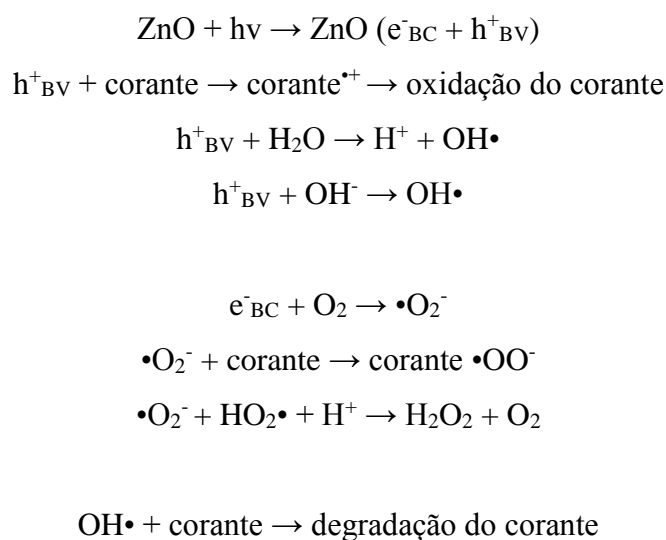 ZnO + hv → ZnO (e⁻BC + h⁺BV)
h⁺BV + corante → corante•⁺ → oxidação do corante
h⁺BV + H₂O → H⁺ + OH•
h⁺BV + OH⁻ → OH•
e⁻BC + O₂ → •O₂⁻
•O₂⁻ + corante → corante •OO⁻
•O₂⁻ + HO₂• + H⁺ → H₂O₂ + O₂
OH• + corante → degradação do corante